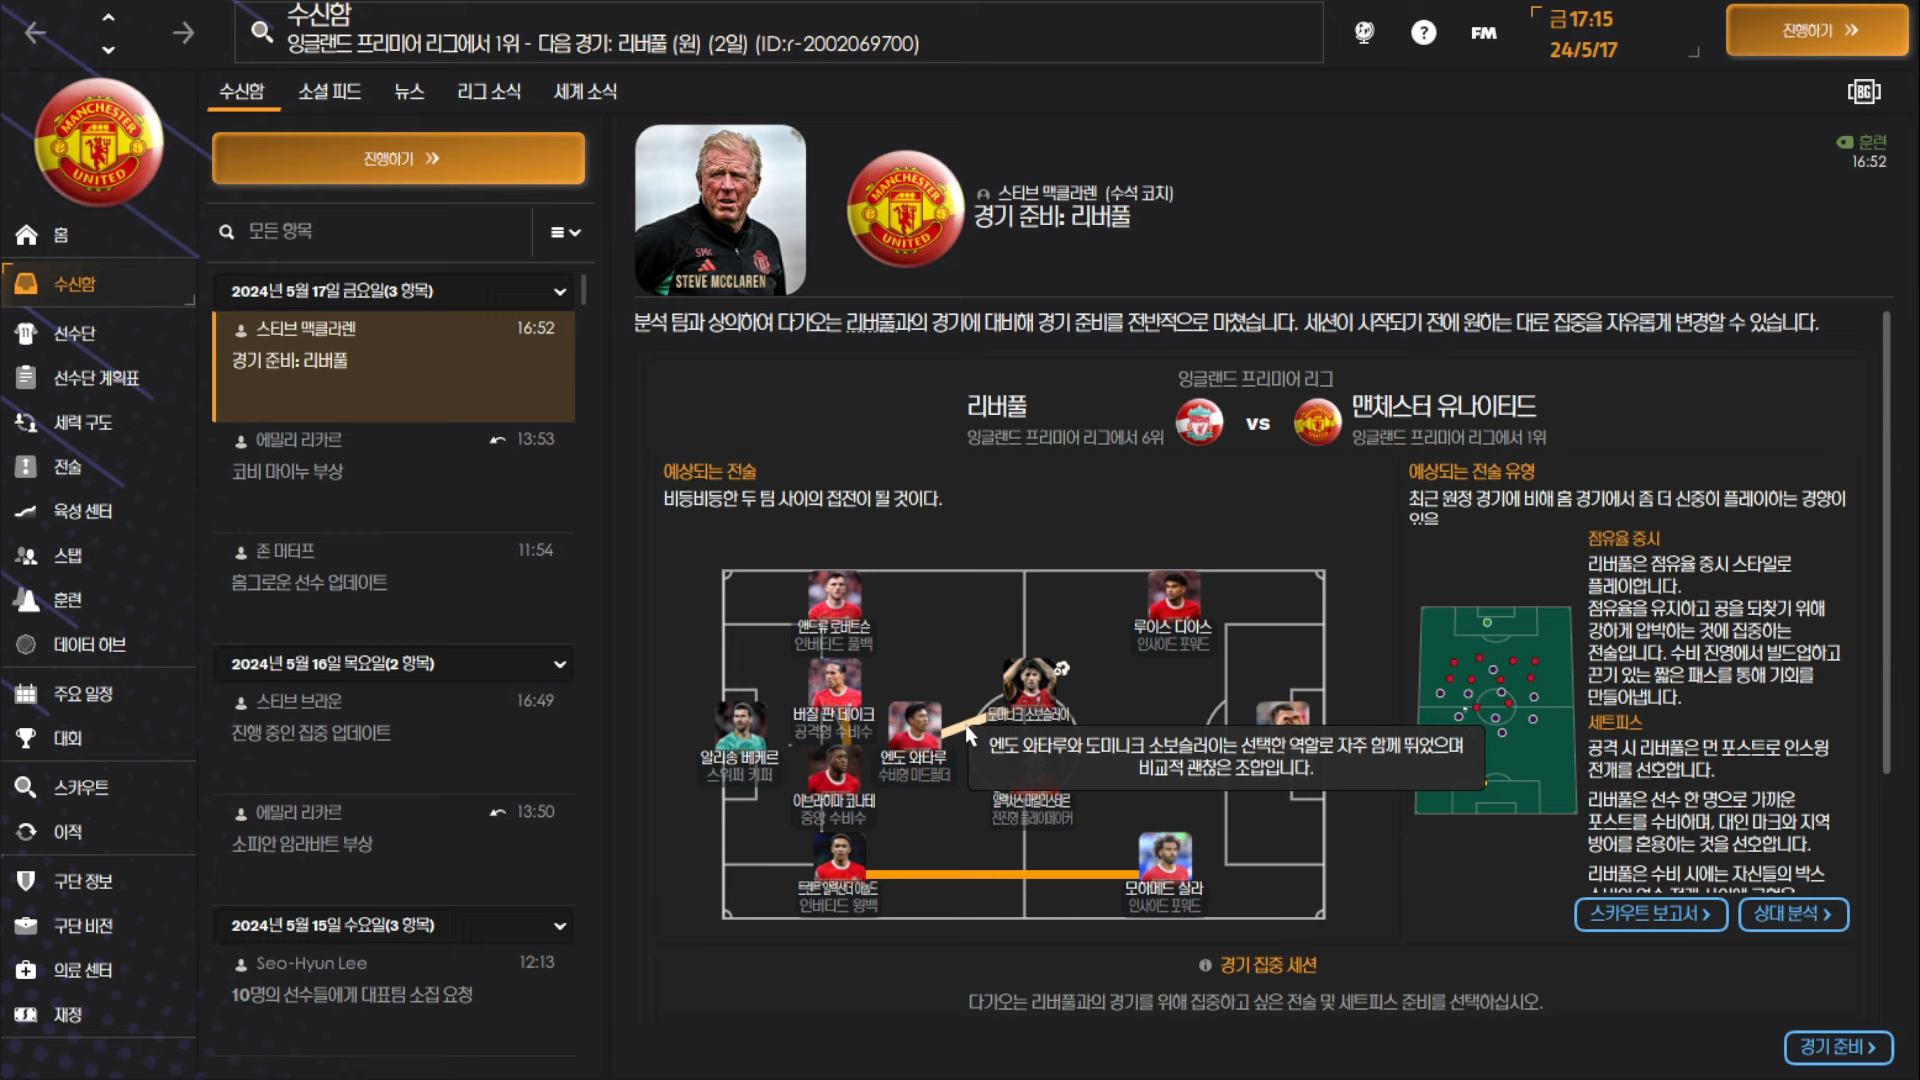 수신함
잉글랜드 프리미어 리그에서 1위 - 다음 경기: 리버풀 (원) (2일) (ID:r-2002069700)
FM
금 17:15
24/5/17
진행하기
MANCHESTER
UNITED
수신함
소셜 피드
뉴스
리그 소식
세계 소식
BG
진행하기
모든 항목
홈
수신함
선수단
선수단 계획표
세력 구도
전술
육성 센터
스탭
훈련
데이터 허브
주요 일정
대회
스카우트
이적
구단 정보
구단 비전
의료 센터
재정
2024년 5월 17일 금요일(3 항목)
스티브 맥클라렌 16:52
경기 준비: 리버풀
에밀리 리카르 13:53
코비 마이누 부상
존 머터프 11:54
홈그로운 선수 업데이트
2024년 5월 16일 목요일(2 항목)
스티브 브라운 16:49
진행 중인 집중 업데이트
에밀리 리카르 13:50
소피안 암라바트 부상
2024년 5월 15일 수요일(3 항목)
Seo-Hyun Lee 12:13
10명의 선수들에게 대표팀 소집 요청
STEVE MCCLAREN
MANCHESTER
UNITED
스티브 맥클라렌 (수석 코치)
경기 준비: 리버풀
훈련
16:52
분석 팀과 상의하여 다가오는 리버풀과의 경기에 대비해 경기 준비를 전반적으로 마쳤습니다. 세션이 시작되기 전에 원하는 대로 집중을 자유롭게 변경할 수 있습니다.
잉글랜드 프리미어 리그
리버풀
잉글랜드 프리미어 리그에서 6위
vs
맨체스터 유나이티드
잉글랜드 프리미어 리그에서 1위
예상되는 전술
비등비등한 두 팀 사이의 접전이 될 것이다.
앤드류 로버트슨
인버티드 풀백
루이스 디아스
인사이드 포워드
버질 판 데이크
공격형 수비수
도미니크 소보슬러이
알리송 베케르
스위퍼 키퍼
엔도 와타루
수비형 미드필더
엔도 와타루와 도미니크 소보슬러이는 선택한 역할로 자주 함께 뛰었으며
비교적 괜찮은 조합입니다.
이브라히마 코나테
중앙 수비수
알렉시스 마칼리스테르
전진형 플레이메이커
트렌트 알렉산더 아놀드
인버티드 윙백
모하메드 살라
인사이드 포워드
예상되는 전술 유형
최근 원정 경기에 비해 홈 경기에서 좀 더 신중히 플레이하는 경향이
있음
점유율 중시
리버풀은 점유율 중시 스타일로
플레이합니다.
점유율을 유지하고 공을 되찾기 위해
강하게 압박하는 것에 집중하는
전술입니다. 수비 진영에서 빌드업하고
끈기 있는 짧은 패스를 통해 기회를
만들어냅니다.
세트피스
공격 시 리버풀은 먼 포스트로 인스윙
전개를 선호합니다.
리버풀은 선수 한 명으로 가까운
포스트를 수비하며, 대인 마크와 지역
방어를 혼용하는 것을 선호합니다.
리버풀은 수비 시에는 자신들의 박스
스카우트 보고서
상대 분석
경기 집중 세션
다가오는 리버풀과의 경기를 위해 집중하고 싶은 전술 및 세트피스 준비를 선택하십시오.
경기 준비